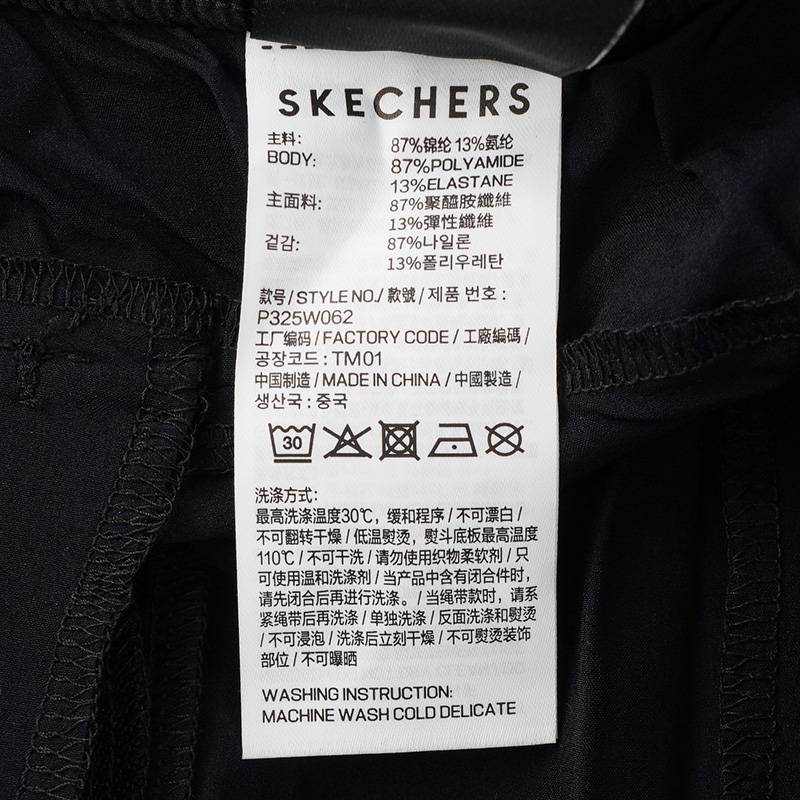 SKECHERS
主料: 87%锦纶 13%氨纶
BODY: 87%POLYAMIDE
13%ELASTANE
主面料: 87%聚醯胺纖維
13%彈性纖維
겉감: 87%나일론
13%폴리우레탄
款号/STYLE NO./款號/제품 번호:
P325W062
工厂编码/FACTORY CODE/工廠編碼/
공장코드: TM01
中国制造/MADE IN CHINA/中國製造/
생산국: 중국
30
洗涤方式:
最高洗涤温度30℃, 缓和程序/不可漂白/
不可翻转干燥/低温熨烫, 熨斗底板最高温度
110℃/不可干洗/请勿使用织物柔软剂/只
可使用温和洗涤剂/当产品中含有闭合件时,
请先闭合后再进行洗涤。/当绳带款时, 请系
紧绳带后再洗涤/单独洗涤/反面洗涤和熨烫
/不可浸泡/洗涤后立刻干燥/不可熨烫装饰
部位/不可曝晒
WASHING INSTRUCTION:
MACHINE WASH COLD DELICATE